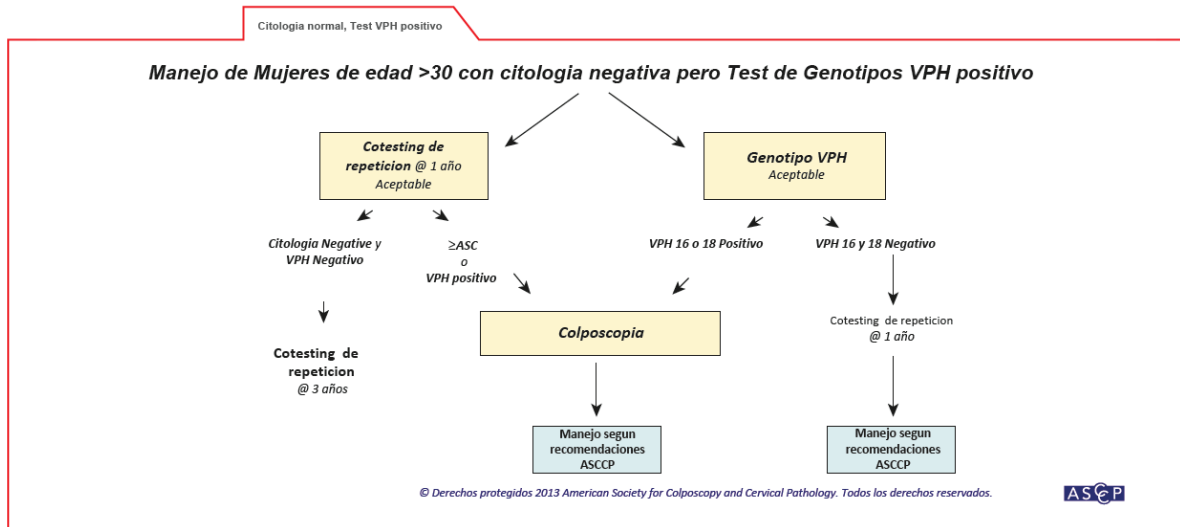 Citologia normal, Test VPH positivo
Manejo de Mujeres de edad >30 con citologia negativa pero Test de Genotipos VPH positivo
Cotesting de
repeticion @ 1 año
Aceptable
Genotipo VPH
Aceptable
Citologia Negative y
VPH Negativo
≥ASC
o
VPH positivo
VPH 16 o 18 Positivo
VPH 16 y 18 Negativo
Cotesting de
repeticion
@ 3 años
Colposcopia
Cotesting de repeticion
@ 1 año
Manejo segun
recomendaciones
ASCCP
Manejo segun
recomendaciones
ASCCP
© Derechos protegidos 2013 American Society for Colposcopy and Cervical Pathology. Todos los derechos reservados.
ASCCP